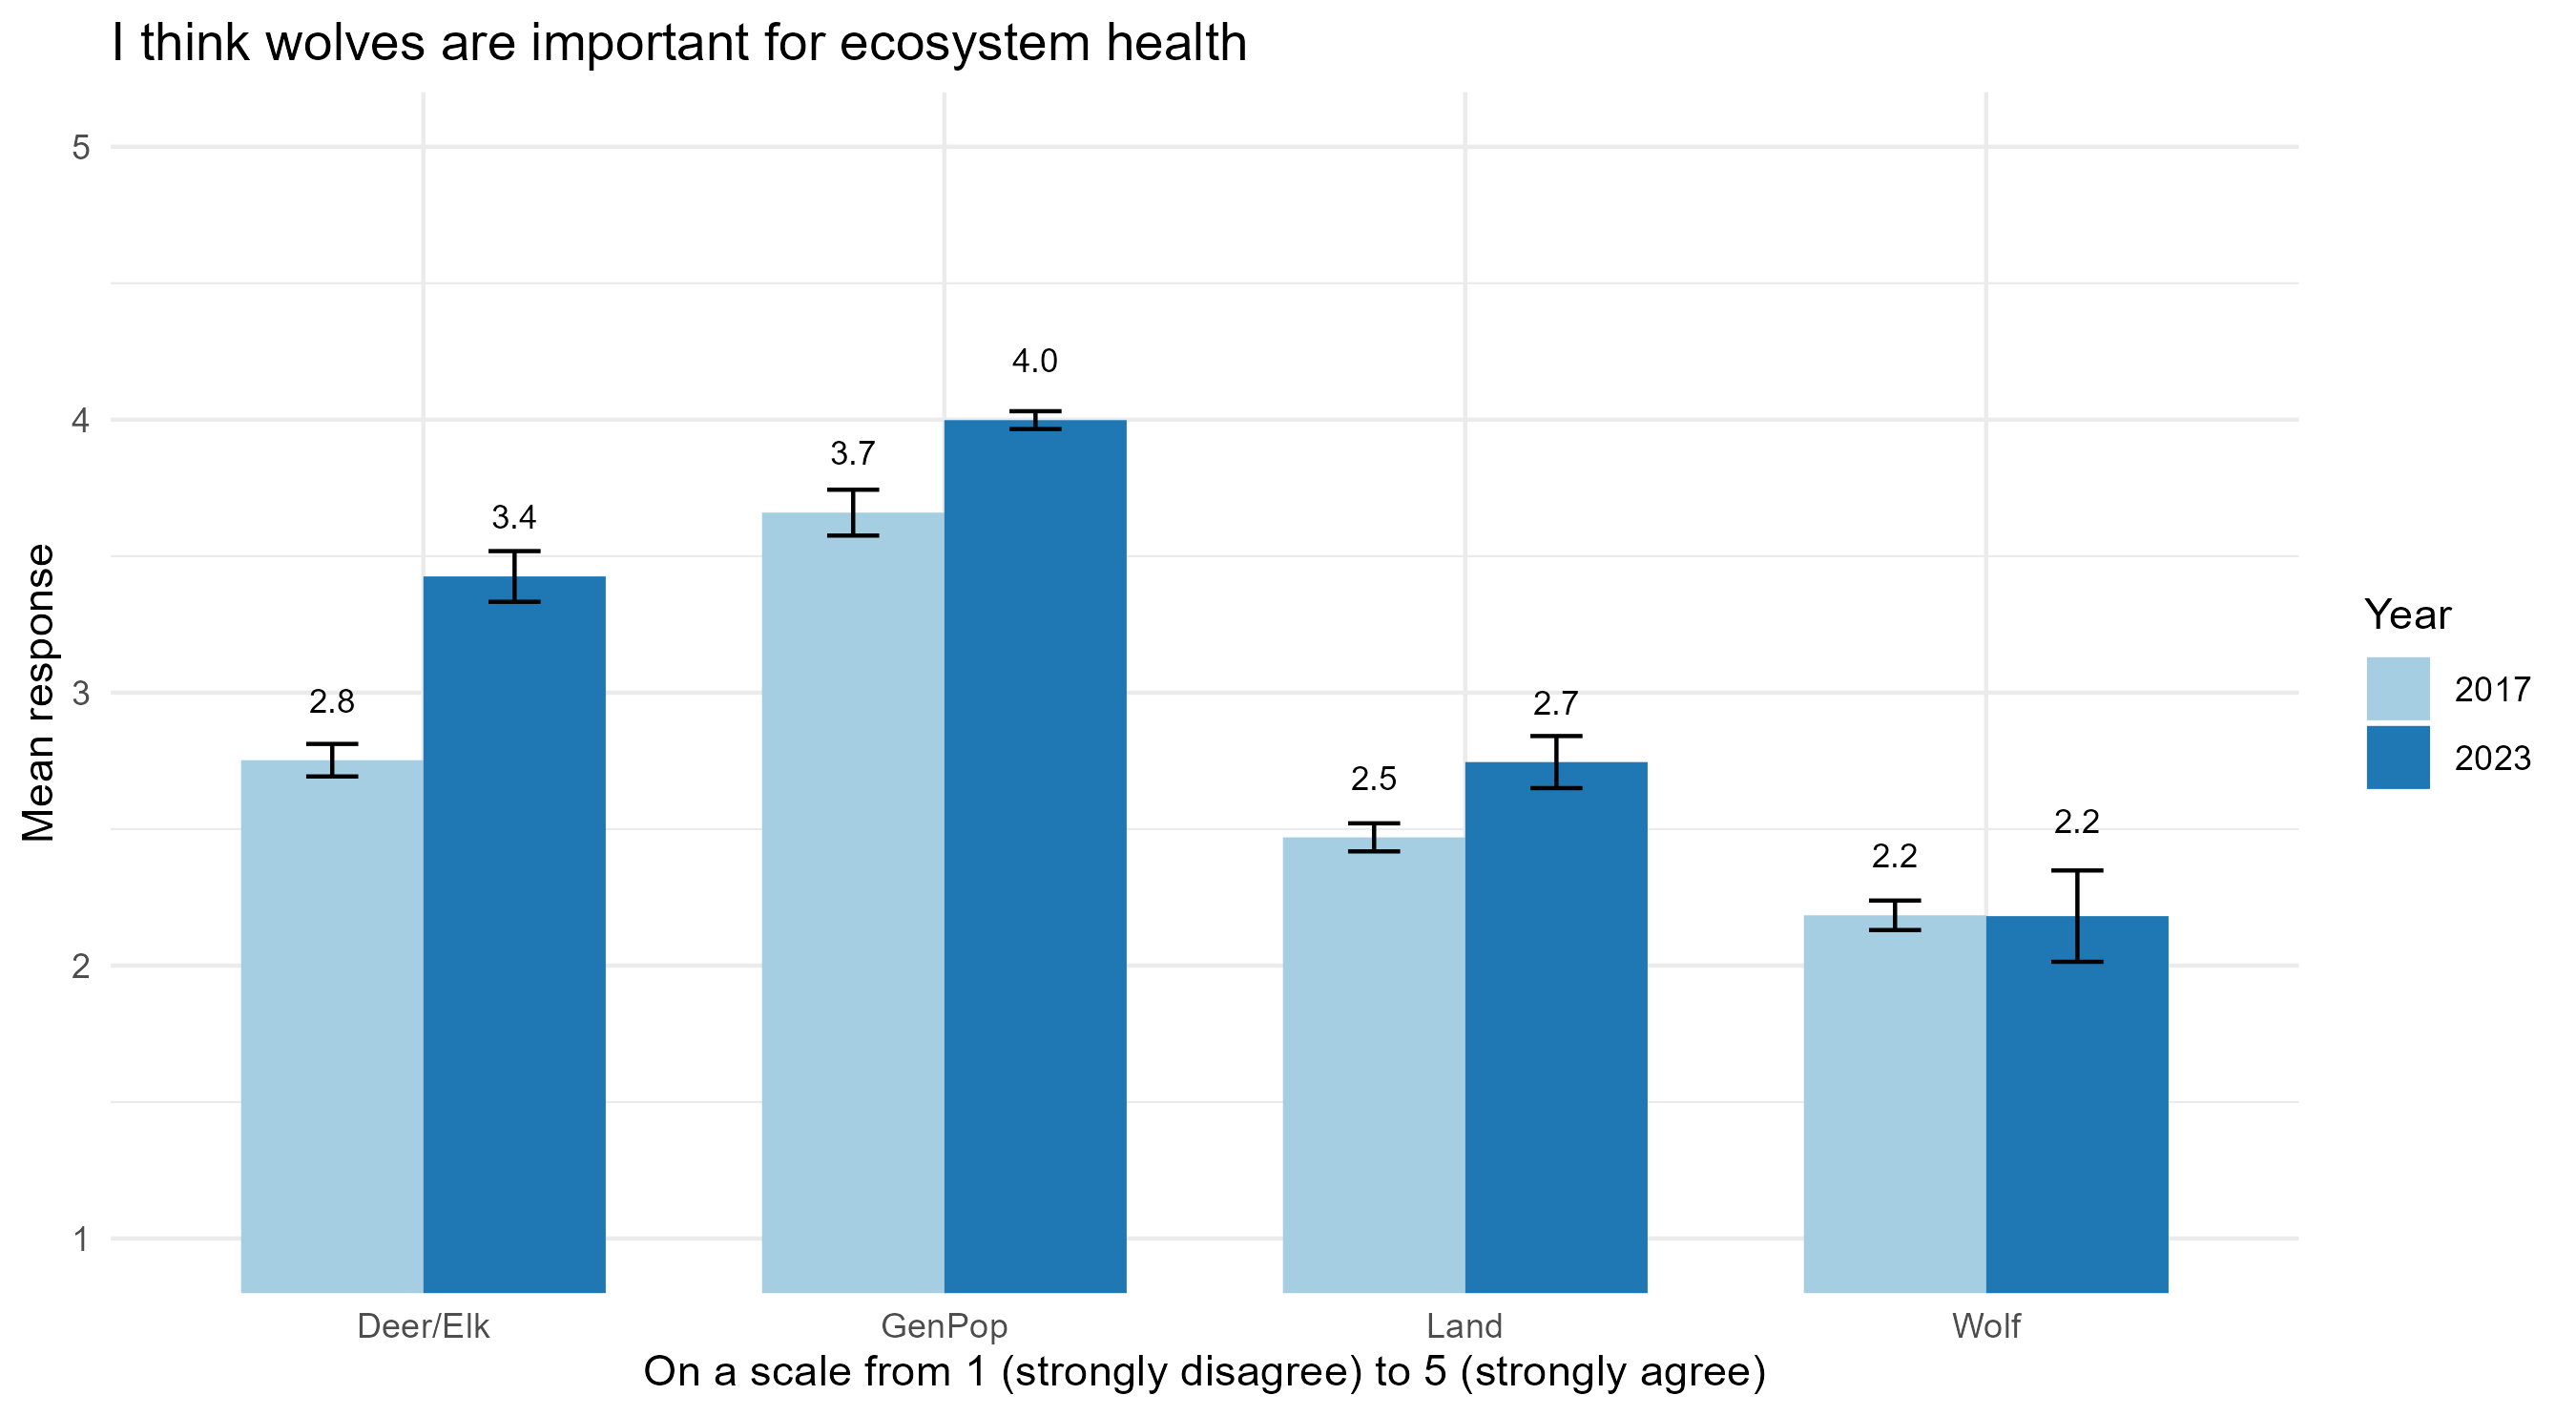 I think wolves are important for ecosystem health
5
4
3
2
1
Mean response
2.8
3.4
3.7
4.0
2.5
2.7
2.2
2.2
Deer/Elk
GenPop
Land
Wolf
On a scale from 1 (strongly disagree) to 5 (strongly agree)
Year
2017
2023